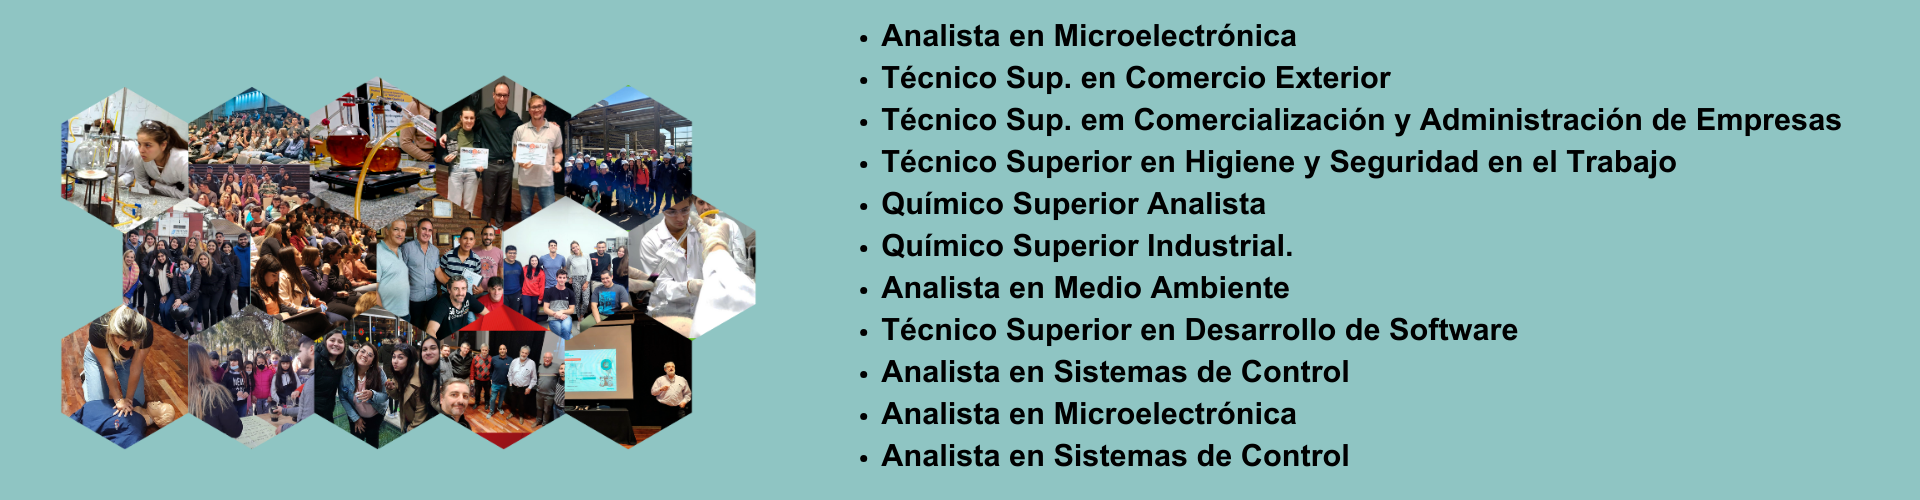 • Analista en Microelectrónica
• Técnico Sup. en Comercio Exterior
• Técnico Sup. em Comercialización y Administración de Empresas
• Técnico Superior en Higiene y Seguridad en el Trabajo
• Químico Superior Analista
• Químico Superior Industrial.
• Analista en Medio Ambiente
• Técnico Superior en Desarrollo de Software
• Analista en Sistemas de Control
• Analista en Microelectrónica
• Analista en Sistemas de Control